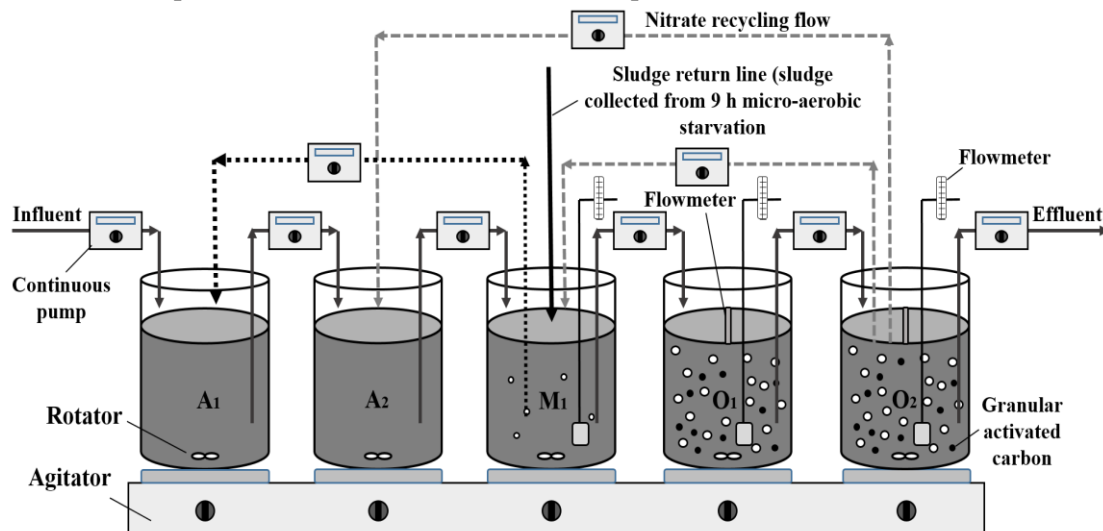 Nitrate recycling flow
Sludge return line (sludge
collected from 9 h micro-aerobic
starvation
Flowmeter
Flowmeter
Influent
Effluent
Continuous
pump
A1
A2
M1
O1
O2
Rotator
Granular
activated
carbon
Agitator